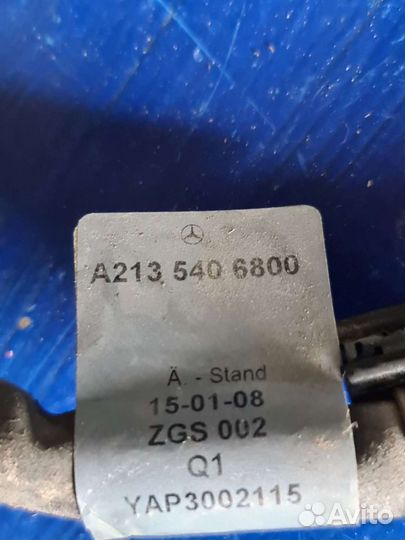 A213 540 6800
Ä. - Stand
15-01-08
ZGS 002
Q1
YAP3002115
Avito